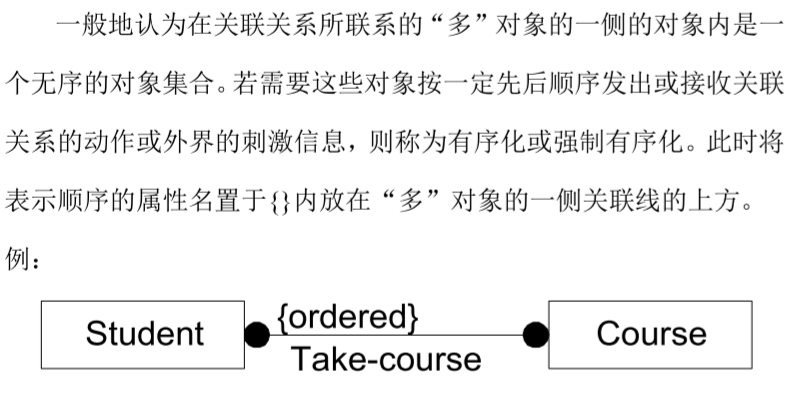 一般地认为在关联关系所联系的“多”对象的一侧的对象内是一
个无序的对象集合。若需要这些对象按一定先后顺序发出或接收关联
关系的动作或外界的刺激信息，则称为有序化或强制有序化。此时将
表示顺序的属性名置于{}内放在“多”对象的一侧关联线的上方。
例：
{ordered}
Student
Course
Take-course